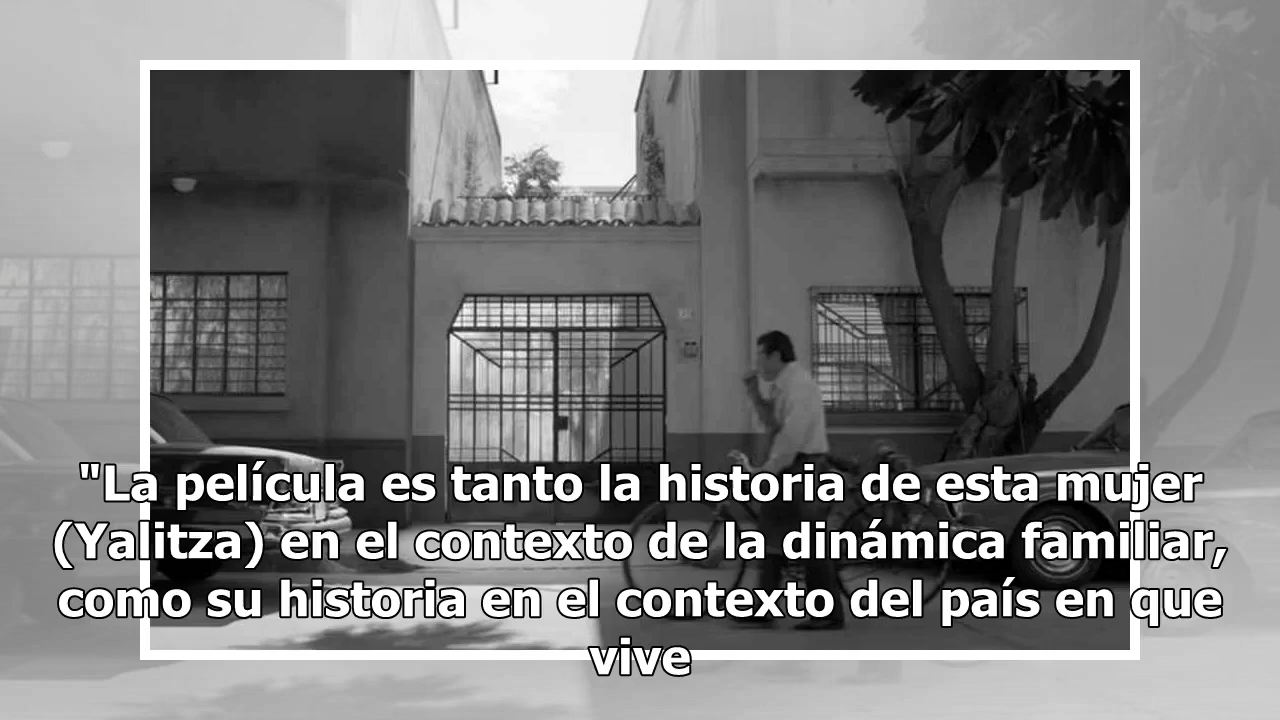 "La película es tanto la historia de esta mujer
(Yalitza) en el contexto de la dinámica familiar,
como su historia en el contexto del país en que
vive